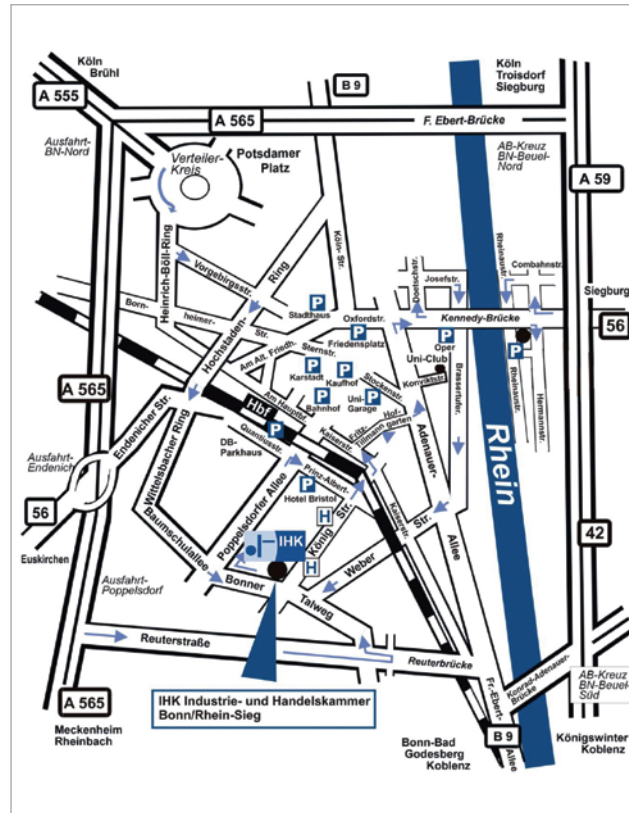 Köln
Brühl
B 9
Köln
Troisdorf
Siegburg
A 555
A 565
F. Ebert-Brücke
Ausfahrt-
BN-Nord
Verteiler-
Kreis
Potsdamer
Platz
AB-Kreuz
BN-Beuel-
Nord
A 59
Heinrich-Böll-Ring
Vorgebirgsstr.
Hochstaden-
Ring
Köln-Str.
Doetschstr.
Josefstr.
Rheinaustr.
Combahnstr.
Siegburg
56
Born-
heimer-
Str.
P
Stadthaus
Oxfordstr.
P
Friedensplatz
Kennedy-Brücke
P
Oper
P
Uni-Club
Am Alt. Friedh-
Sternstr.
P
Karstadt
P
Kaufhof
Stockenstr.
Konviktstr.
Brassertufer.
Rheinaustr.
Hermannstr.
A 565
P
Bahnhof
P
Uni-
Garage
Am Hauptbf.
Hbf
P
Hof-
garten
Fritz-
Tillmann
Kaiserstr.
Adenauer-
Allee
Rhein
Endenicher Str.
Wittelsbacher Ring
DB-
Parkhaus
Quantiusstr.
Prinz-Albert-
Str.
P
Hotel Bristol
Ausfahrt-
Endenich
56
Euskirchen
Poppelsdorfer Allee
H
König
Kaiserstr.
Str.
42
IHK
H
Baumschulallee
Weber
Ausfahrt-
Poppelsdorf
Bonner
Talweg
Reuterstraße
Reuterbrücke
Fr.-Ebert-
Allee
Konrad-Adenauer-
Brücke
AB-Kreuz
BN-Beuel-
Süd
A 565
IHK Industrie- und Handelskammer
Bonn/Rhein-Sieg
Meckenheim
Rheinbach
B 9
Bonn-Bad
Godesberg
Koblenz
Königswinter
Koblenz